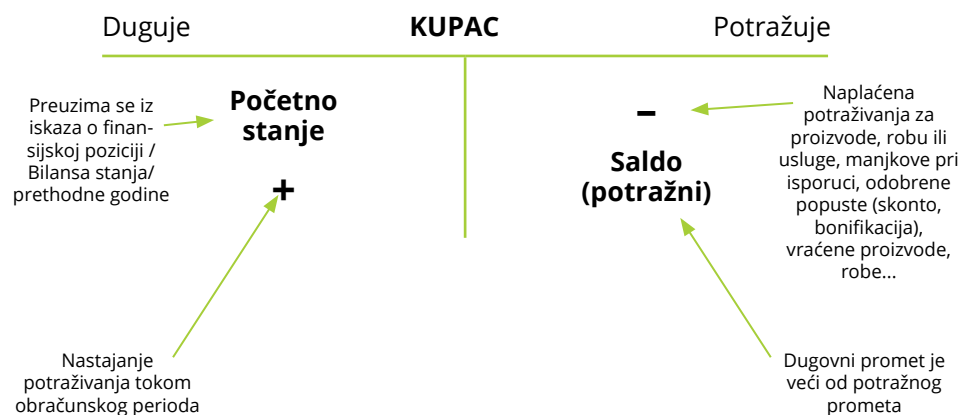 Duguje
KUPAC
Potražuje
Preuzima se iz
iskaza o finan-
sijskoj poziciji /
Bilansa stanja/
prethodne godine
Početno
stanje
+
–
Saldo
(potražni)
Naplaćena
potraživanja za
proizvode, robu ili
usluge, manjkove pri
isporuci, odobrene
popuste (skonto,
bonifikacija),
vraćene proizvode,
robe...
Nastajanje
potraživanja tokom
obračunskog perioda
Dugovni promet je
veći od potražnog
prometa